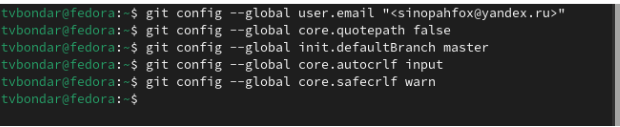 tvbondar@fedora:~$ git config --global user.email "<sinopahfox@yandex.ru>"
tvbondar@fedora:~$ git config --global core.quotepath false
tvbondar@fedora:~$ git config --global init.defaultBranch master
tvbondar@fedora:~$ git config --global core.autocrlf input
tvbondar@fedora:~$ git config --global core.safecrlf warn
tvbondar@fedora:~$